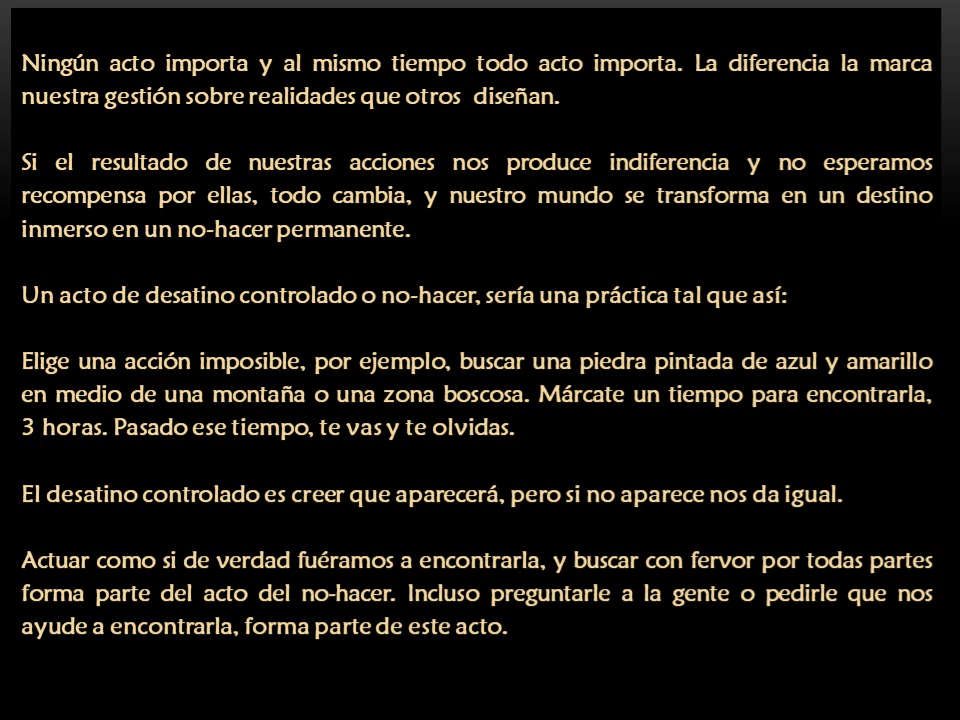 Ningún acto importa y al mismo tiempo todo acto importa. La diferencia la marca
nuestra gestión sobre realidades que otros diseñan.
Si el resultado de nuestras acciones nos produce indiferencia y no esperamos
recompensa por ellas, todo cambia, y nuestro mundo se transforma en un destino
inmerso en un no-hacer permanente.
Un acto de desatino controlado o no-hacer, sería una práctica tal que así:
Elige una acción imposible, por ejemplo, buscar una piedra pintada de azul y amarillo
en medio de una montaña o una zona boscosa. Márcate un tiempo para encontrarla,
3 horas. Pasado ese tiempo, te vas y te olvidas.
El desatino controlado es creer que aparecerá, pero si no aparece nos da igual.
Actuar como si de verdad fuéramos a encontrarla, y buscar con fervor por todas partes
forma parte del acto del no-hacer. Incluso preguntarle a la gente o pedirle que nos
ayude a encontrarla, forma parte de este acto.